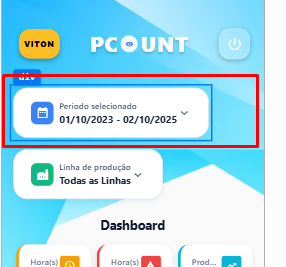 VITON
PCOUNT
div
Período selecionado
01/10/2023 - 02/10/2025
Linha de produção
Todas as Linhas
Dashboard
Hora(s)
Hora(s)
Prod...